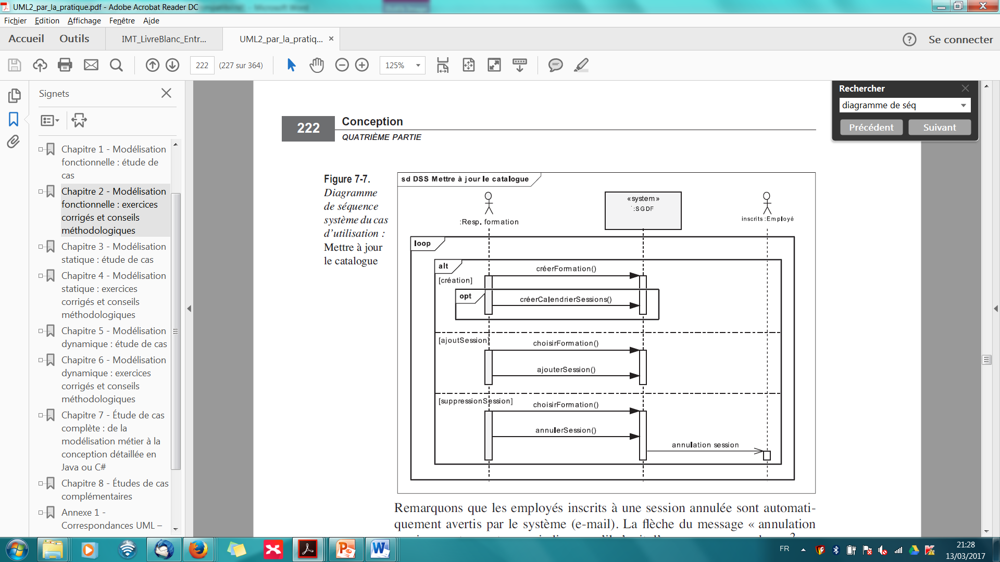 UML2_par_la_pratique.pdf - Adobe Acrobat Reader DC
Fichier Edition Affichage Fenêtre Aide
Accueil Outils IMT_LivreBlanc_Entr... UML2_par_la_pratiq... × ? Se connecter
222 (227 sur 364) 125%
Signets
Chapitre 1 - Modélisation
fonctionnelle : étude de
cas
Chapitre 2 - Modélisation
fonctionnelle : exercices
corrigés et conseils
méthodologiques
Chapitre 3 - Modélisation
statique : étude de cas
Chapitre 4 - Modélisation
statique : exercices
corrigés et conseils
méthodologiques
Chapitre 5 - Modélisation
dynamique : étude de cas
Chapitre 6 - Modélisation
dynamique : exercices
corrigés et conseils
méthodologiques
Chapitre 7 - Étude de cas
complète : de la
modélisation métier à la
conception détaillée en
Java ou C#
Chapitre 8 - Études de cas
complémentaires
Annexe 1 -
Correspondances UML –
Rechercher
diagramme de séq
Précédent Suivant
222 Conception
QUATRIÈME PARTIE
Figure 7-7.
Diagramme
de séquence
système du cas
d'utilisation :
Mettre à jour
le catalogue
sd DSS Mettre à jour le catalogue
«system»
:SGDF
:Resp. formation
inscrits :Employé
loop
alt
[création]
créerFormation()
opt
créerCalendrierSessions()
[ajoutSession]
choisirFormation()
ajouterSession()
[suppressionSession]
choisirFormation()
annulerSession()
annulation session
Remarquons que les employés inscrits à une session annulée sont automati-
quement avertis par le système (e-mail). La flèche du message « annulation
FR 21:28
13/03/2017